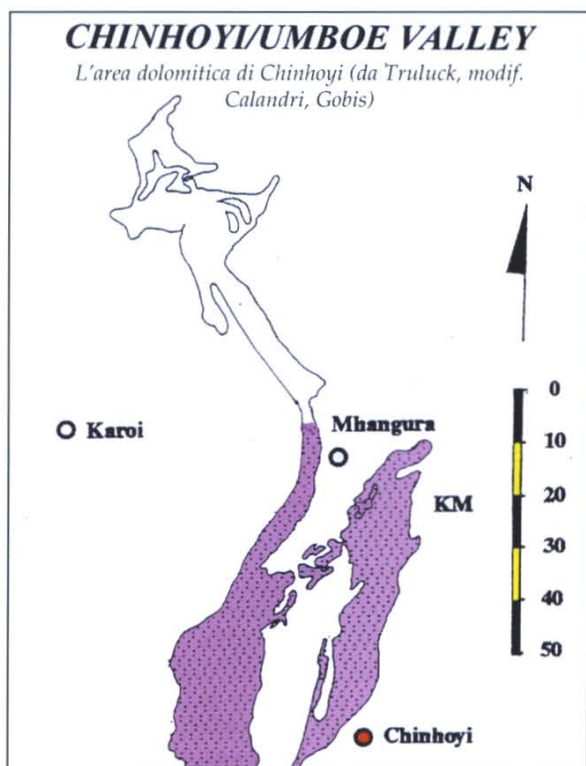 CHINHOYI/UMBOE VALLEY
L'area dolomitica di Chinhoyi (da Truluck, modif.
Calandri, Gobis)
N
0
Karoi
Mhangura
10
KM
20
30
40
50
Chinhoyi